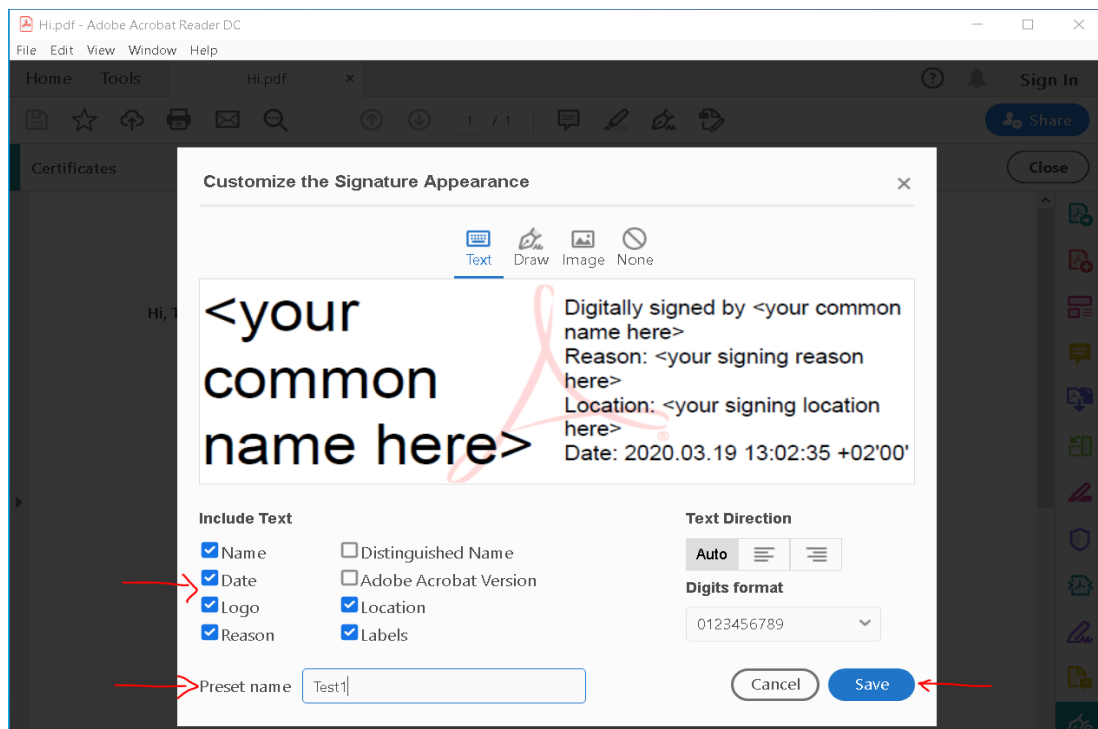 Hi.pdf - Adobe Acrobat Reader DC
File Edit View Window Help
Home Tools Hi.pdf × Sign In
1 / 1 Share
Certificates Close
Customize the Signature Appearance
Text Draw Image None
<your
common
name here>
Digitally signed by <your common
name here>
Reason: <your signing reason
here>
Location: <your signing location
here>
Date: 2020.03.19 13:02:35 +02'00'
Hi, T
Include Text
Name
Date
Logo
Reason
Distinguished Name
Adobe Acrobat Version
Location
Labels
Text Direction
Auto
Digits format
0123456789
Preset name Test1
Cancel Save